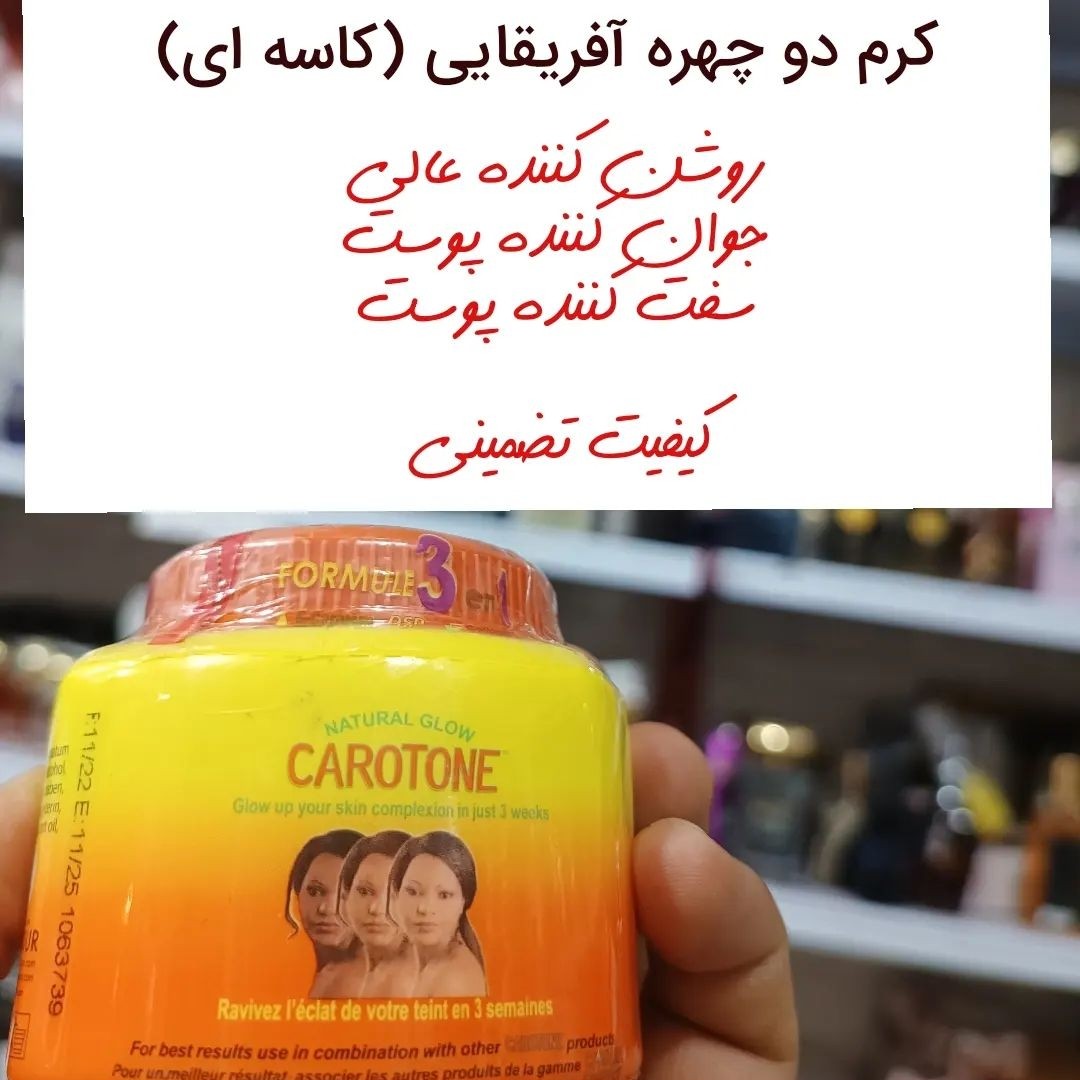 کرم دو چهره آفریقایی (کاسه ای)
روشن کننده عالی
جوان کننده پوست
سفت کننده پوست
کیفیت تضمینی
FORMULE 3 en 1
NATURAL GLOW
CAROTONE
Glow up your skin complexion in just 3 weeks
F:11/22 E:11/25 1063739
Ravivez l'éclat de votre teint en 3 semaines
For best results use in combination with other CAROTONE products
Pour un meilleur résultat, associer les autres produits de la gamme